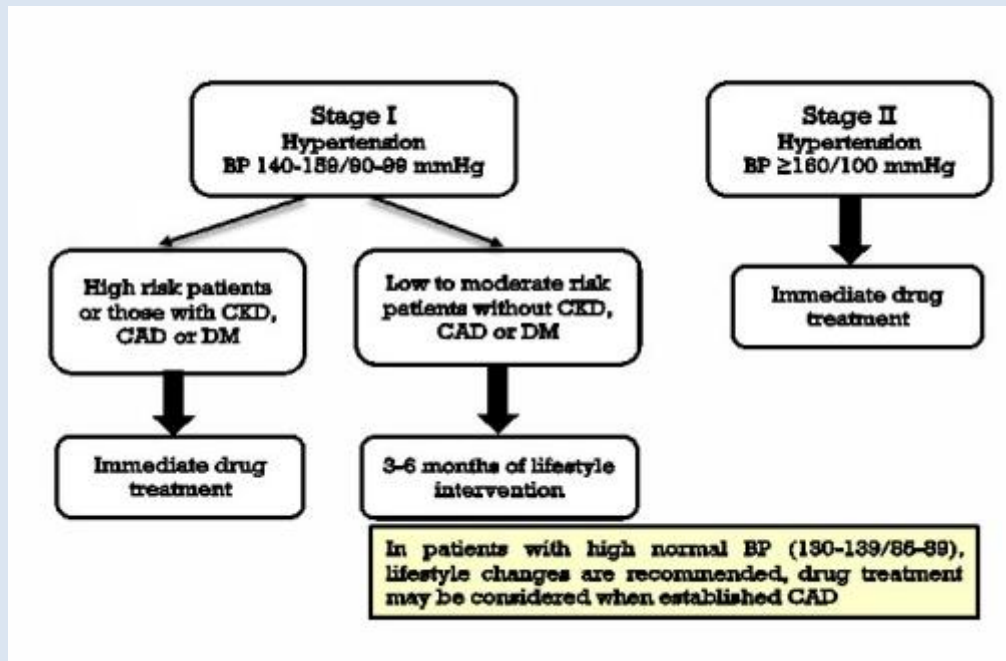 Stage I
Hypertension
BP 140-159/90-99 mmHg
Stage II
Hypertension
BP ≥160/100 mmHg
High risk patients
or those with CKD,
CAD or DM
Low to moderate risk
patients without CKD,
CAD or DM
Immediate drug
treatment
Immediate drug
treatment
3-6 months of lifestyle
intervention
In patients with high normal BP (130-139/85-89),
lifestyle changes are recommended, drug treatment
may be considered when established CAD